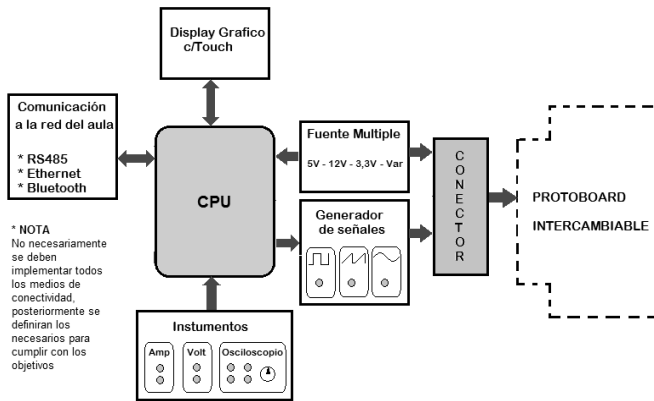 Display Grafico
c/Touch
Comunicación
a la red del aula
* RS485
* Ethernet
* Bluetooth
CPU
Fuente Multiple
5V - 12V - 3,3V - Var
Generador
de señales
CONECTOR
PROTOBOARD
INTERCAMBIABLE
* NOTA
No necesariamente
se deben
implementar todos
los medios de
conectividad,
posteriormente se
definiran los
necesarios para
cumplir con los
objetivos
Instumentos
Amp
Volt
Osciloscopio